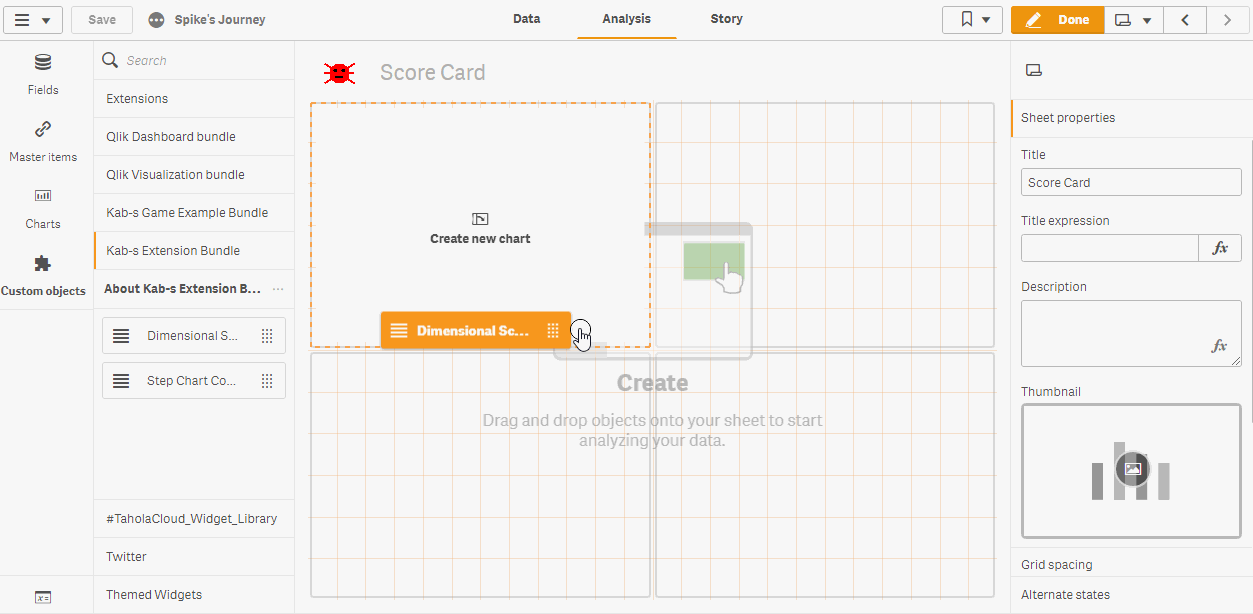 Save
Spike's Journey
Data
Analysis
Story
Done
Fields
Master items
Charts
Custom objects
Search
Extensions
Qlik Dashboard bundle
Qlik Visualization bundle
Kab-s Game Example Bundle
Kab-s Extension Bundle
About Kab-s Extension B...
Dimensional S...
Step Chart Co...
#TaholaCloud_Widget_Library
Twitter
Themed Widgets
Score Card
Create new chart
Dimensional Sc...
Create
Drag and drop objects onto your sheet to start
analyzing your data.
Sheet properties
Title
Score Card
Title expression
fx
Description
fx
Thumbnail
Grid spacing
Alternate states